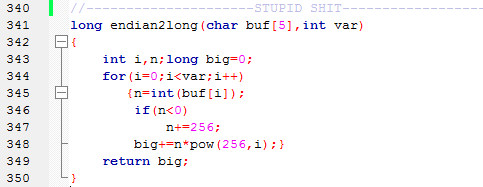 340 //---------------------STUPID SHIT------------------
341 long endian2long(char buf[5],int var)
342 {
343 int i,n;long big=0;
344 for(i=0;i<var;i++)
345 {n=int(buf[i]);
346 if(n<0)
347 n+=256;
348 big+=n*pow(256,i);}
349 return big;
350 }